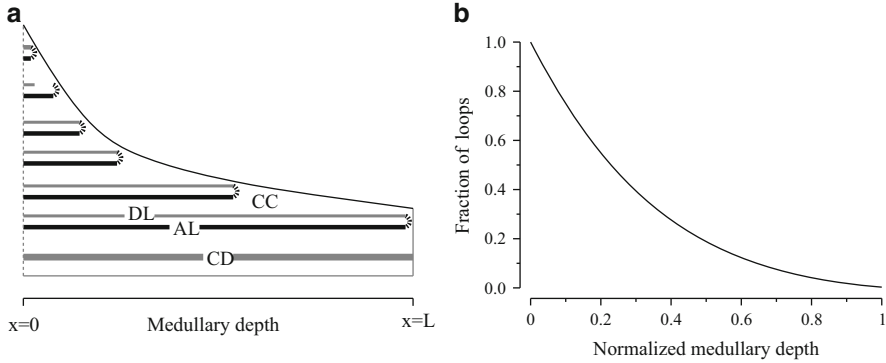 a
CC
DL
AL
CD
x=0
Medullary depth
x=L
b
1.0
0.8
0.6
0.4
0.2
0.0
Fraction of loops
0
0.2
0.4
0.6
0.8
1
Normalized medullary depth